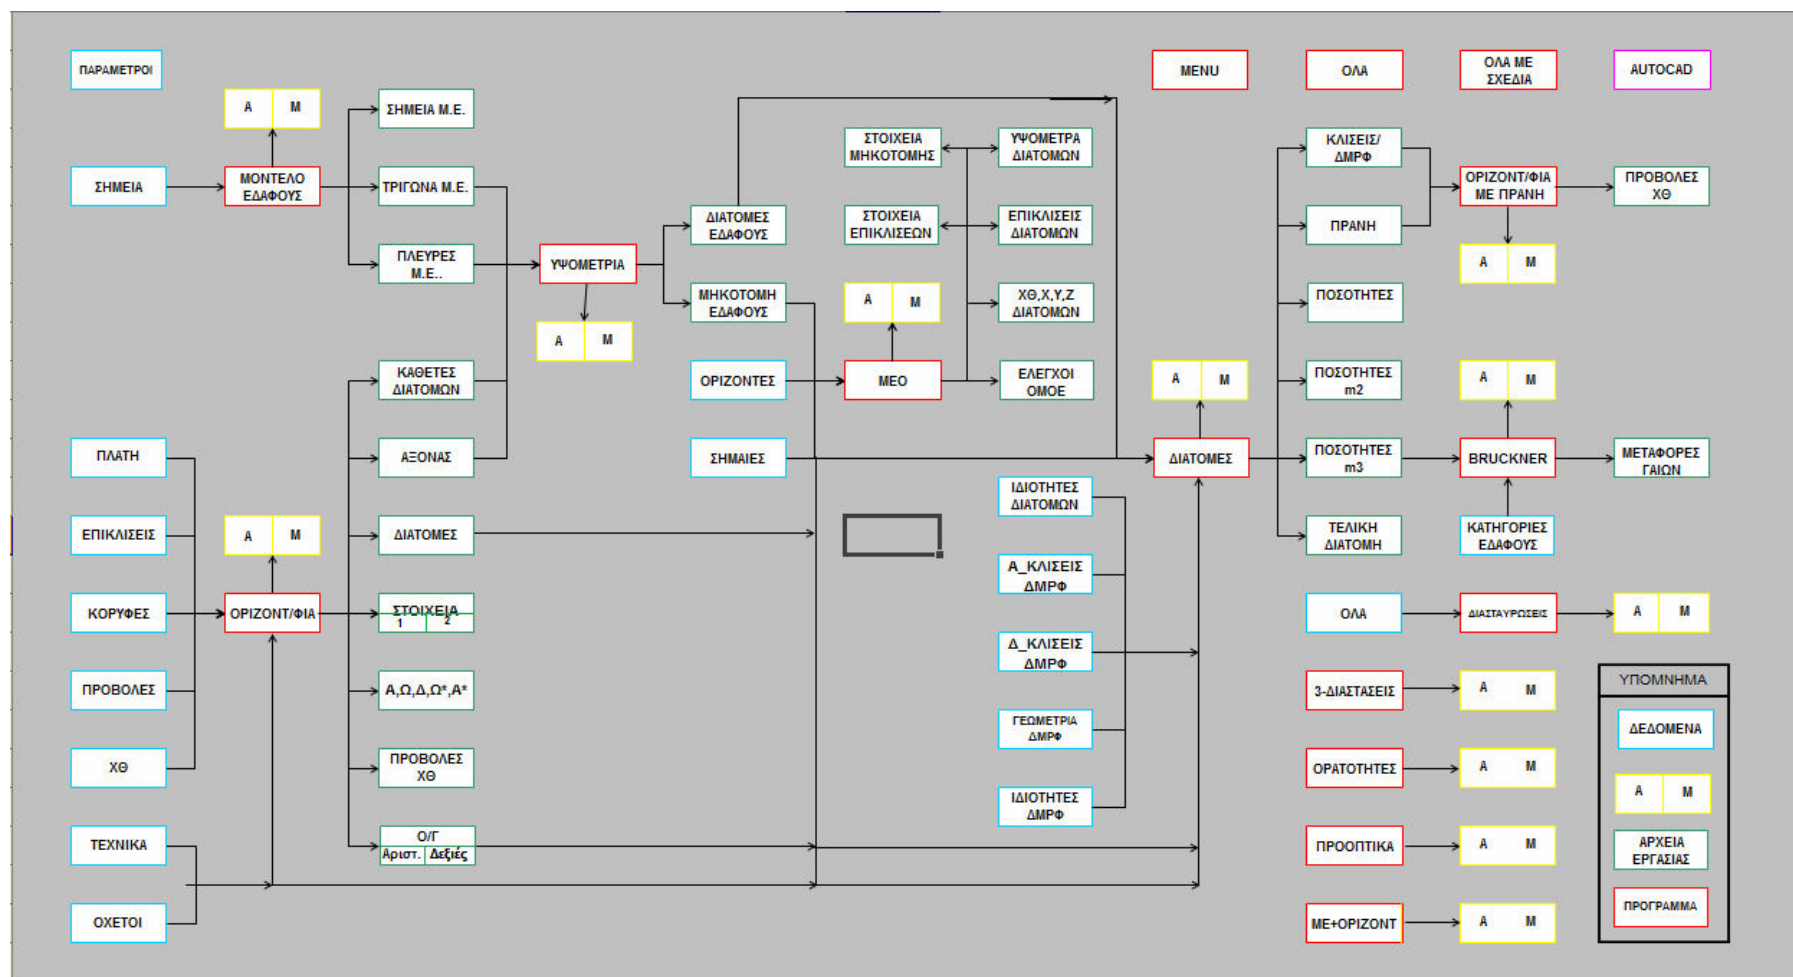 ΠΑΡΑΜΕΤΡΟΙ
MENU
ΟΛΑ
ΟΛΑ ΜΕ
ΣΧΕΔΙΑ
AUTOCAD
Α Μ
ΣΗΜΕΙΑ Μ.Ε.
ΣΤΟΙΧΕΙΑ
ΜΗΚΟΤΟΜΗΣ
ΥΨΟΜΕΤΡΑ
ΔΙΑΤΟΜΩΝ
ΚΛΙΣΕΙΣ/
ΔΜΡΦ
ΣΗΜΕΙΑ
ΜΟΝΤΕΛΟ
ΕΔΑΦΟΥΣ
ΤΡΙΓΩΝΑ Μ.Ε.
ΟΡΙΖΟΝΤ/ΦΙΑ
ΜΕ ΠΡΑΝΗ
ΠΡΟΒΟΛΕΣ
ΧΘ
ΔΙΑΤΟΜΕΣ
ΕΔΑΦΟΥΣ
ΣΤΟΙΧΕΙΑ
ΕΠΙΚΛΙΣΕΩΝ
ΕΠΙΚΛΙΣΕΙΣ
ΔΙΑΤΟΜΩΝ
ΠΡΑΝΗ
ΠΛΕΥΡΕΣ
Μ.Ε..
ΥΨΟΜΕΤΡΙΑ
Α Μ
ΜΗΚΟΤΟΜΗ
ΕΔΑΦΟΥΣ
Α Μ
ΧΘ,Χ,Υ,Ζ
ΔΙΑΤΟΜΩΝ
ΠΟΣΟΤΗΤΕΣ
Α Μ
ΚΑΘΕΤΕΣ
ΔΙΑΤΟΜΩΝ
ΟΡΙΖΟΝΤΕΣ
ΜΕΟ
ΕΛΕΓΧΟΙ
ΟΜΟΕ
Α Μ
ΠΟΣΟΤΗΤΕΣ
m2
Α Μ
ΠΛΑΤΗ
ΑΞΟΝΑΣ
ΣΗΜΑΙΕΣ
ΔΙΑΤΟΜΕΣ
ΠΟΣΟΤΗΤΕΣ
m3
BRUCKNER
ΜΕΤΑΦΟΡΕΣ
ΓΑΙΩΝ
ΙΔΙΟΤΗΤΕΣ
ΔΙΑΤΟΜΩΝ
ΕΠΙΚΛΙΣΕΙΣ
Α Μ
ΔΙΑΤΟΜΕΣ
ΤΕΛΙΚΗ
ΔΙΑΤΟΜΗ
ΚΑΤΗΓΟΡΙΕΣ
ΕΔΑΦΟΥΣ
Α_ΚΛΙΣΕΙΣ
ΔΜΡΦ
ΚΟΡΥΦΕΣ
ΟΡΙΖΟΝΤ/ΦΙΑ
ΣΤΟΙΧΕΙΑ
1 2
ΟΛΑ
ΔΙΑΣΤΑΥΡΩΣΕΙΣ
Α Μ
Δ_ΚΛΙΣΕΙΣ
ΔΜΡΦ
ΥΠΟΜΝΗΜΑ
ΠΡΟΒΟΛΕΣ
Α,Ω,Δ,Ω*,Α*
3-ΔΙΑΣΤΑΣΕΙΣ
Α Μ
ΓΕΩΜΕΤΡΙΑ
ΔΜΡΦ
ΔΕΔΟΜΕΝΑ
ΧΘ
ΠΡΟΒΟΛΕΣ
ΧΘ
ΟΡΑΤΟΤΗΤΕΣ
Α Μ
Α Μ
ΙΔΙΟΤΗΤΕΣ
ΔΜΡΦ
ΤΕΧΝΙΚΑ
Ο/Γ
Αριστ. Δεξιές
ΠΡΟΟΠΤΙΚΑ
Α Μ
ΑΡΧΕΙΑ
ΕΡΓΑΣΙΑΣ
ΟΧΕΤΟΙ
ΜΕ+ΟΡΙΖΟΝΤ
Α Μ
ΠΡΟΓΡΑΜΜΑ